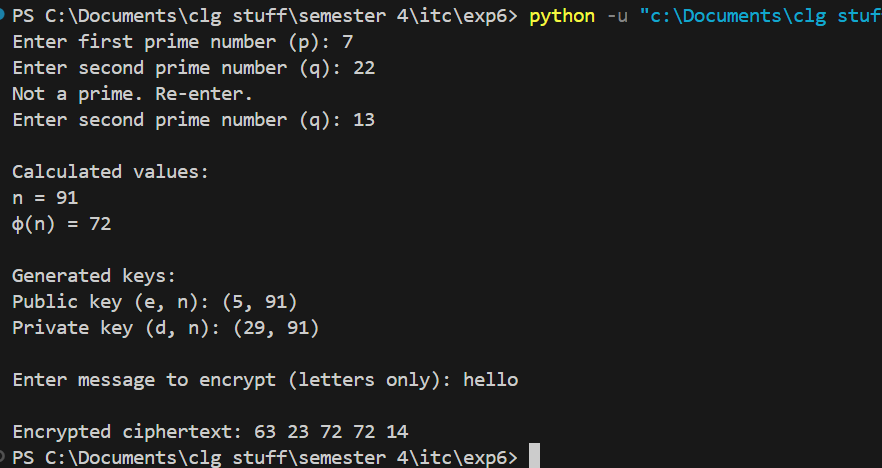 PS C:\Documents\clg stuff\semester 4\itc\exp6> python -u "c:\Documents\clg stuf
Enter first prime number (p): 7
Enter second prime number (q): 22
Not a prime. Re-enter.
Enter second prime number (q): 13
Calculated values:
n = 91
φ(n) = 72
Generated keys:
Public key (e, n): (5, 91)
Private key (d, n): (29, 91)
Enter message to encrypt (letters only): hello
Encrypted ciphertext: 63 23 72 72 14
PS C:\Documents\clg stuff\semester 4\itc\exp6>